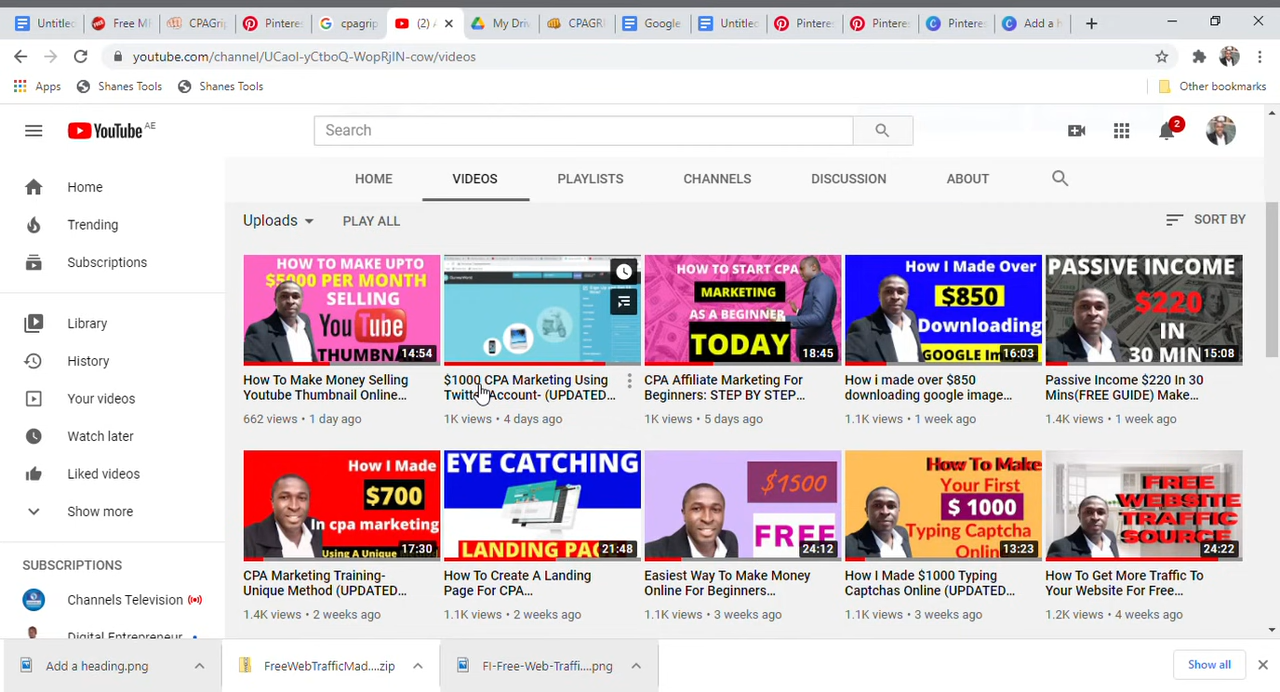 Untitle
Free MP
CPAGrip
Pinteres
cpagrip
(2) A
My Driv
CPAGRI
Google
Untitle
Pinteres
Pinteres
Pinteres
Add a h
youtube.com/channel/UCaoI-yCtboQ-WopRjIN-cow/videos
Apps
Shanes Tools
Shanes Tools
Other bookmarks
YouTube AE
Search
2
HOME
VIDEOS
PLAYLISTS
CHANNELS
DISCUSSION
ABOUT
Home
Trending
Subscriptions
Library
History
Your videos
Watch later
Liked videos
Show more
SUBSCRIPTIONS
Channels Television
Digital Entrepreneur
Uploads
PLAY ALL
SORT BY
HOW TO MAKE UPTO
$5000 PER MONTH
SELLING
YouTube
THUMBNA
14:54
How To Make Money Selling
Youtube Thumbnail Online...
662 views • 1 day ago
$1000 CPA Marketing Using
Twitter Account- (UPDATED...
1K views • 4 days ago
HOW TO START CPA
MARKETING
AS A BEGINNER
TODAY
18:45
CPA Affiliate Marketing For
Beginners: STEP BY STEP...
1K views • 5 days ago
How I Made Over
$850
Downloading
GOOGLE Im
16:03
How i made over $850
downloading google image...
1.1K views • 1 week ago
PASSIVE INCOME
$220
IN
30 MIN
15:08
Passive Income $220 In 30
Mins(FREE GUIDE) Make...
1.4K views • 1 week ago
How I Made
$700
In cpa marketing
Using A Unique
17:30
CPA Marketing Training-
Unique Method (UPDATED...
1.4K views • 2 weeks ago
EYE CATCHING
LANDING PAG
21:48
How To Create A Landing
Page For CPA...
1.1K views • 2 weeks ago
$1500
FREE
24:12
Easiest Way To Make Money
Online For Beginners...
1.1K views • 3 weeks ago
How To Make
Your First
$ 1000
Typing Captcha
Onlin
13:23
How I Made $1000 Typing
Captchas Online (UPDATED...
1.1K views • 3 weeks ago
FREE
WEBSITE
TRAFFIC
SOURCE
24:22
How To Get More Traffic To
Your Website For Free...
1.2K views • 4 weeks ago
Add a heading.png
FreeWebTrafficMad....zip
FI-Free-Web-Traffi....png
Show all